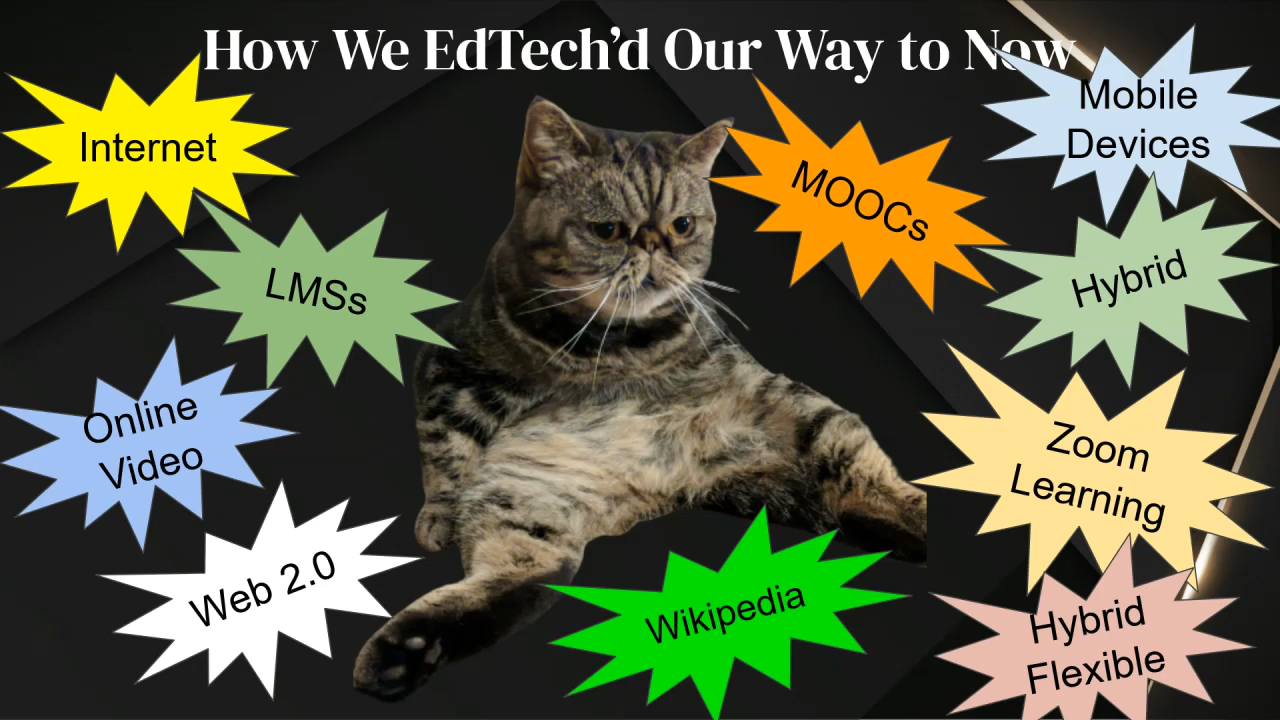 How We EdTech’d Our Way to Now
Internet
LMSs
Online
Video
Web 2.0
Wikipedia
MOOCs
Mobile
Devices
Hybrid
Zoom
Learning
Hybrid
Flexible